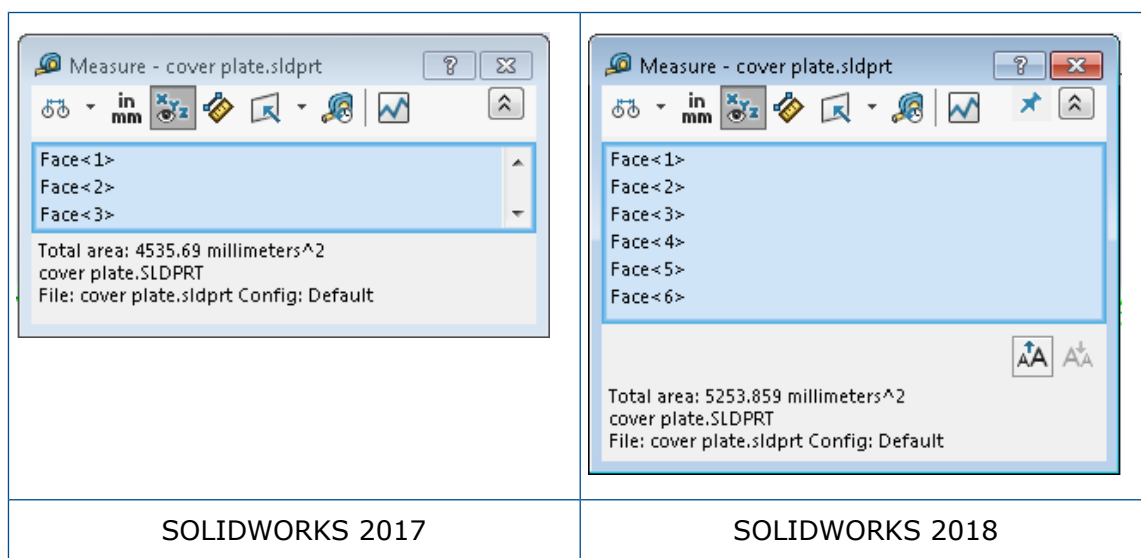 Measure - cover plate.sldprt
in
mm
Face<1>
Face<2>
Face<3>
Total area: 4535.69 millimeters^2
cover plate.SLDPRT
File: cover plate.sldprt Config: Default
SOLIDWORKS 2017
Measure - cover plate.sldprt
in
mm
Face<1>
Face<2>
Face<3>
Face<4>
Face<5>
Face<6>
Total area: 5253.859 millimeters^2
cover plate.SLDPRT
File: cover plate.sldprt Config: Default
SOLIDWORKS 2018